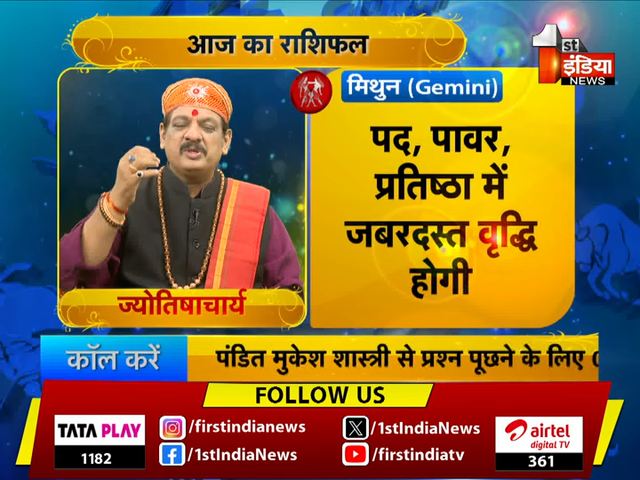 आज का राशिफल
1st
इंडिया
NEWS
मिथुन (Gemini)
पद, पावर,
प्रतिष्ठा में
जबरदस्त वृद्धि
होगी
ज्योतिषाचार्य
कॉल करें
पंडित मुकेश शास्त्री से प्रश्न पूछने के लिए
FOLLOW US
TATA PLAY
1182
/firstindianews
/1stIndiaNews
/1stIndiaNews
/firstindiatv
airtel
digital TV
361